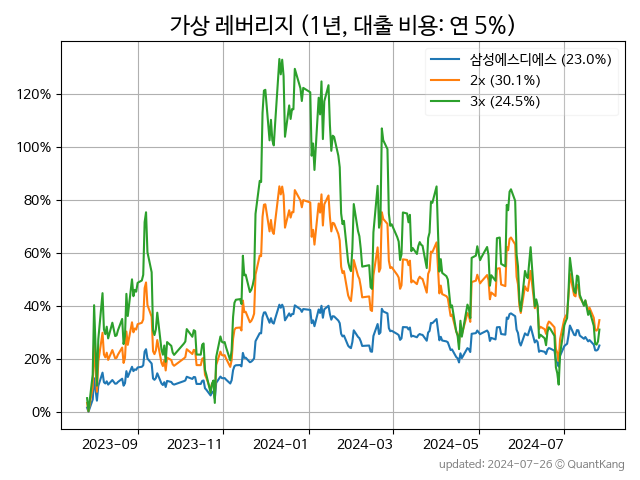 가상 레버리지 (1년, 대출 비용: 연 5%)
삼성에스디에스 (23.0%)
2x (30.1%)
3x (24.5%)
120%
100%
80%
60%
40%
20%
0%
2023-09 2023-11 2024-01 2024-03 2024-05 2024-07
updated: 2024-07-26 © QuantKang